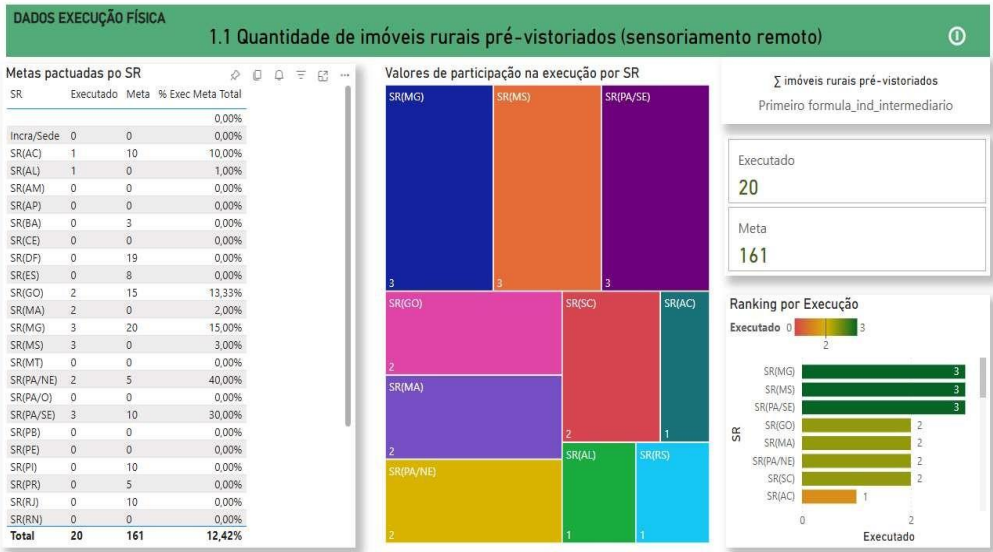 DADOS EXECUÇÃO FÍSICA
1.1 Quantidade de imóveis rurais pré-vistoriados (sensoriamento remoto)
Metas pactuadas po SR
SR Executado Meta % Exec Meta Total
0,00%
Incra/Sede 0 0 0,00%
SR(AC) 1 10 10,00%
SR(AL) 1 0 1,00%
SR(AM) 0 0 0,00%
SR(AP) 0 0 0,00%
SR(BA) 0 3 0,00%
SR(CE) 0 0 0,00%
SR(DF) 0 19 0,00%
SR(ES) 0 8 0,00%
SR(GO) 2 15 13,33%
SR(MA) 2 0 2,00%
SR(MG) 3 20 15,00%
SR(MS) 3 0 3,00%
SR(MT) 0 0 0,00%
SR(PA/NE) 2 5 40,00%
SR(PA/O) 0 0 0,00%
SR(PA/SE) 3 10 30,00%
SR(PB) 0 0 0,00%
SR(PE) 0 0 0,00%
SR(PI) 0 10 0,00%
SR(PR) 0 5 0,00%
SR(RJ) 0 10 0,00%
SR(RN) 0 0 0,00%
Total 20 161 12,42%
Valores de participação na execução por SR
SR(MG) SR(MS) SR(PA/SE)
3 3 3
SR(GO) SR(SC) SR(AC)
2
SR(MA)
2 2 1
SR(PA/NE) SR(AL) SR(RS)
2 1 1
∑ imóveis rurais pré-vistoriados
Primeiro formula_ind_intermediario
Executado
20
Meta
161
Ranking por Execução
Executado 0 3
2
SR(MG) 3
SR(MS) 3
SR(PA/SE) 3
SR(GO) 2
SR(MA) 2
SR(PA/NE) 2
SR(SC) 2
SR(AC) 1
SR
0 2
Executado